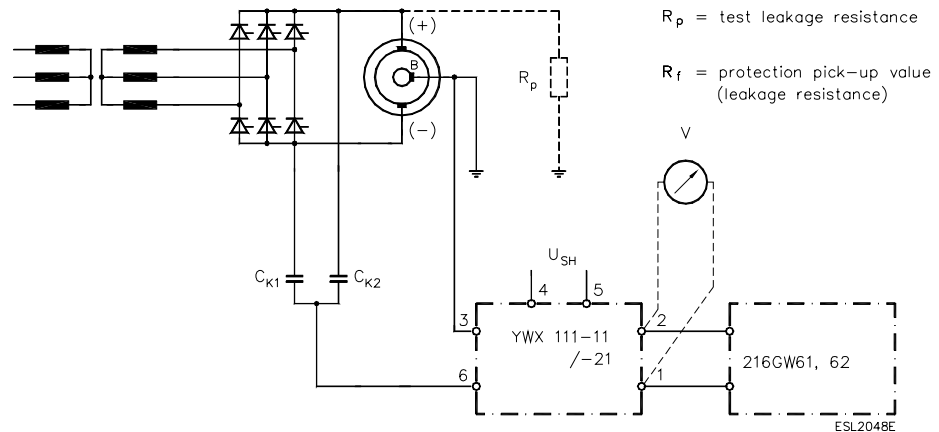 R_p = test leakage resistance
(+)
B
R_p
R_f = protection pick-up value
(leakage resistance)
(-)
V
U_SH
C_K1
C_K2
4
5
3
2
YWX 111-11
/-21
216GW61, 62
6
1
ESL2048E